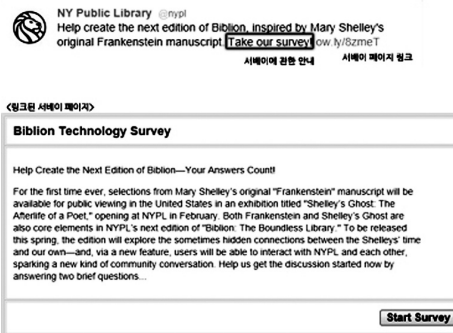 NY Public Library @nypl
Help create the next edition of Biblion, inspired by Mary Shelley's
original Frankenstein manuscript. Take our survey! ow.ly/8zmeT
서베이에 관한 안내 서베이 페이지 링크
<링크된 서베이 페이지>
Biblion Technology Survey
Help Create the Next Edition of Biblion—Your Answers Count!
For the first time ever, selections from Mary Shelley's original "Frankenstein" manuscript will be
available for public viewing in the United States in an exhibition titled "Shelley's Ghost: The
Afterlife of a Poet," opening at NYPL in February. Both Frankenstein and Shelley's Ghost are
also core elements in NYPL's next edition of "Biblion: The Boundless Library." To be released
this spring, the edition will explore the sometimes hidden connections between the Shelleys' time
and our own—and, via a new feature, users will be able to interact with NYPL and each other,
sparking a new kind of community conversation. Help us get the discussion started now by
answering two brief questions...
Start Survey